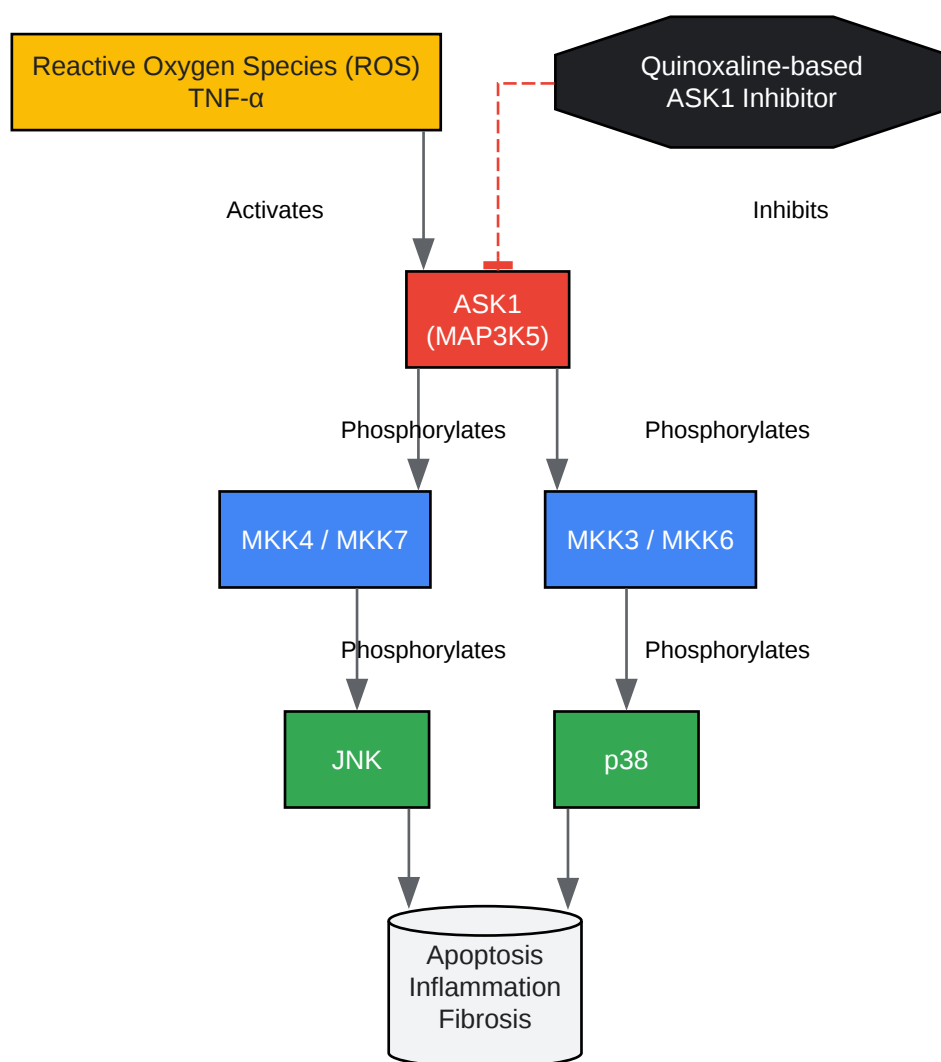 Reactive Oxygen Species (ROS)
TNF-α
Quinoxaline-based
ASK1 Inhibitor
Activates
Inhibits
ASK1
(MAP3K5)
Phosphorylates
Phosphorylates
MKK4 / MKK7
MKK3 / MKK6
Phosphorylates
Phosphorylates
JNK
p38
Apoptosis
Inflammation
Fibrosis